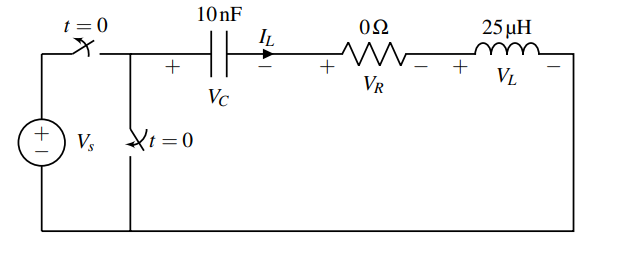 t = 0
10 nF
I_L
0 Ω
25 μH
+
−
+
−
+
−
V_C
V_R
V_L
+
−
V_s
t = 0